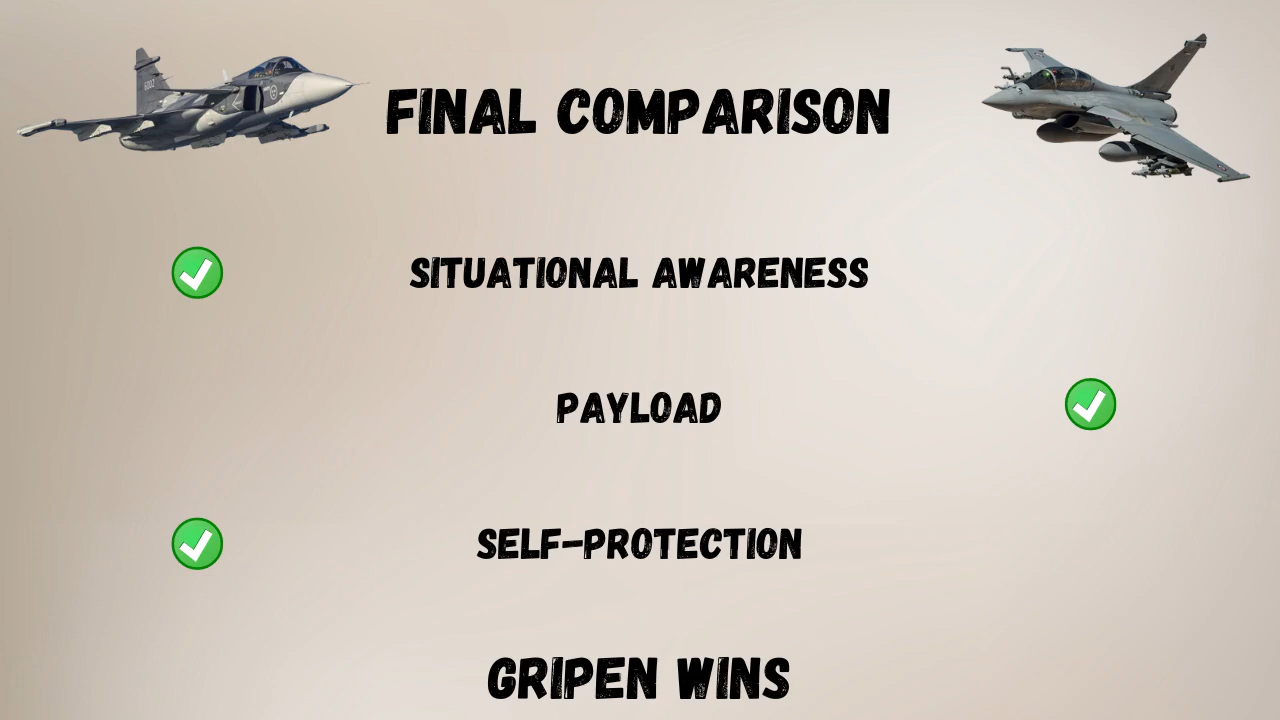 FINAL COMPARISON
SITUATIONAL AWARENESS
PAYLOAD
SELF-PROTECTION
GRIPEN WINS